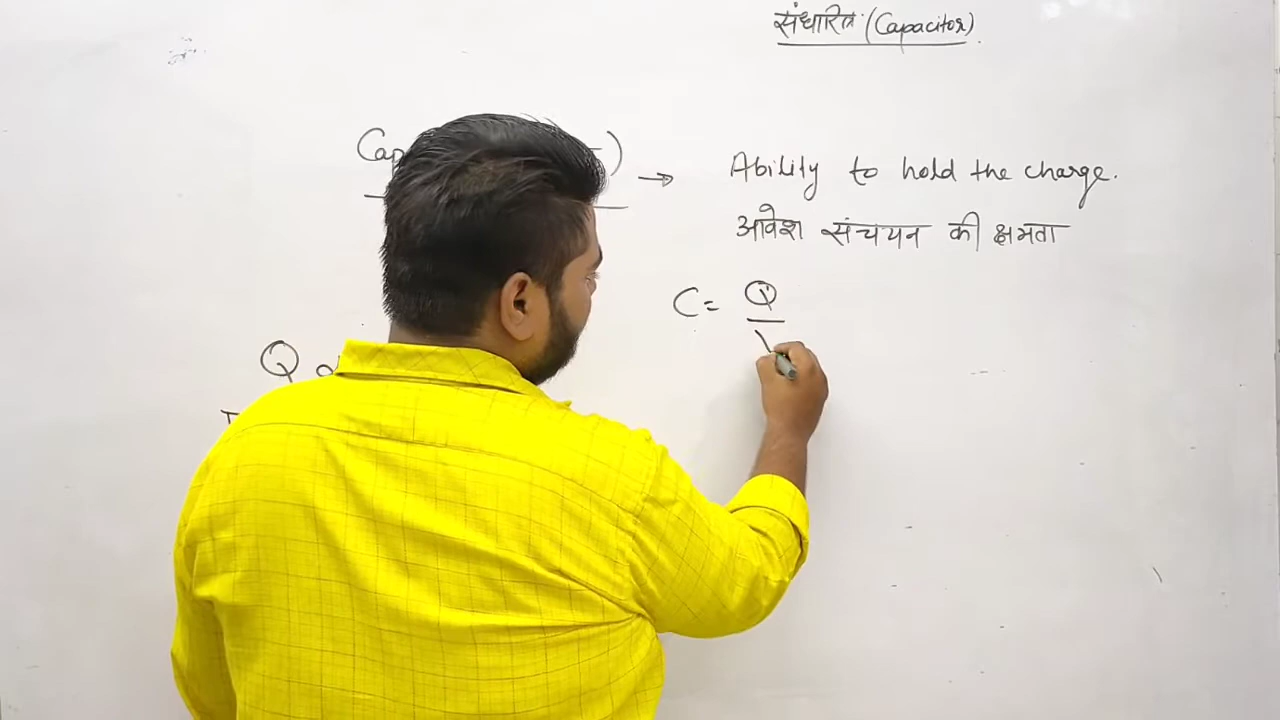 संधारित्र (Capacitor)
Ability to hold the charge.
आवेश संचयन की क्षमता
C = Q
Q